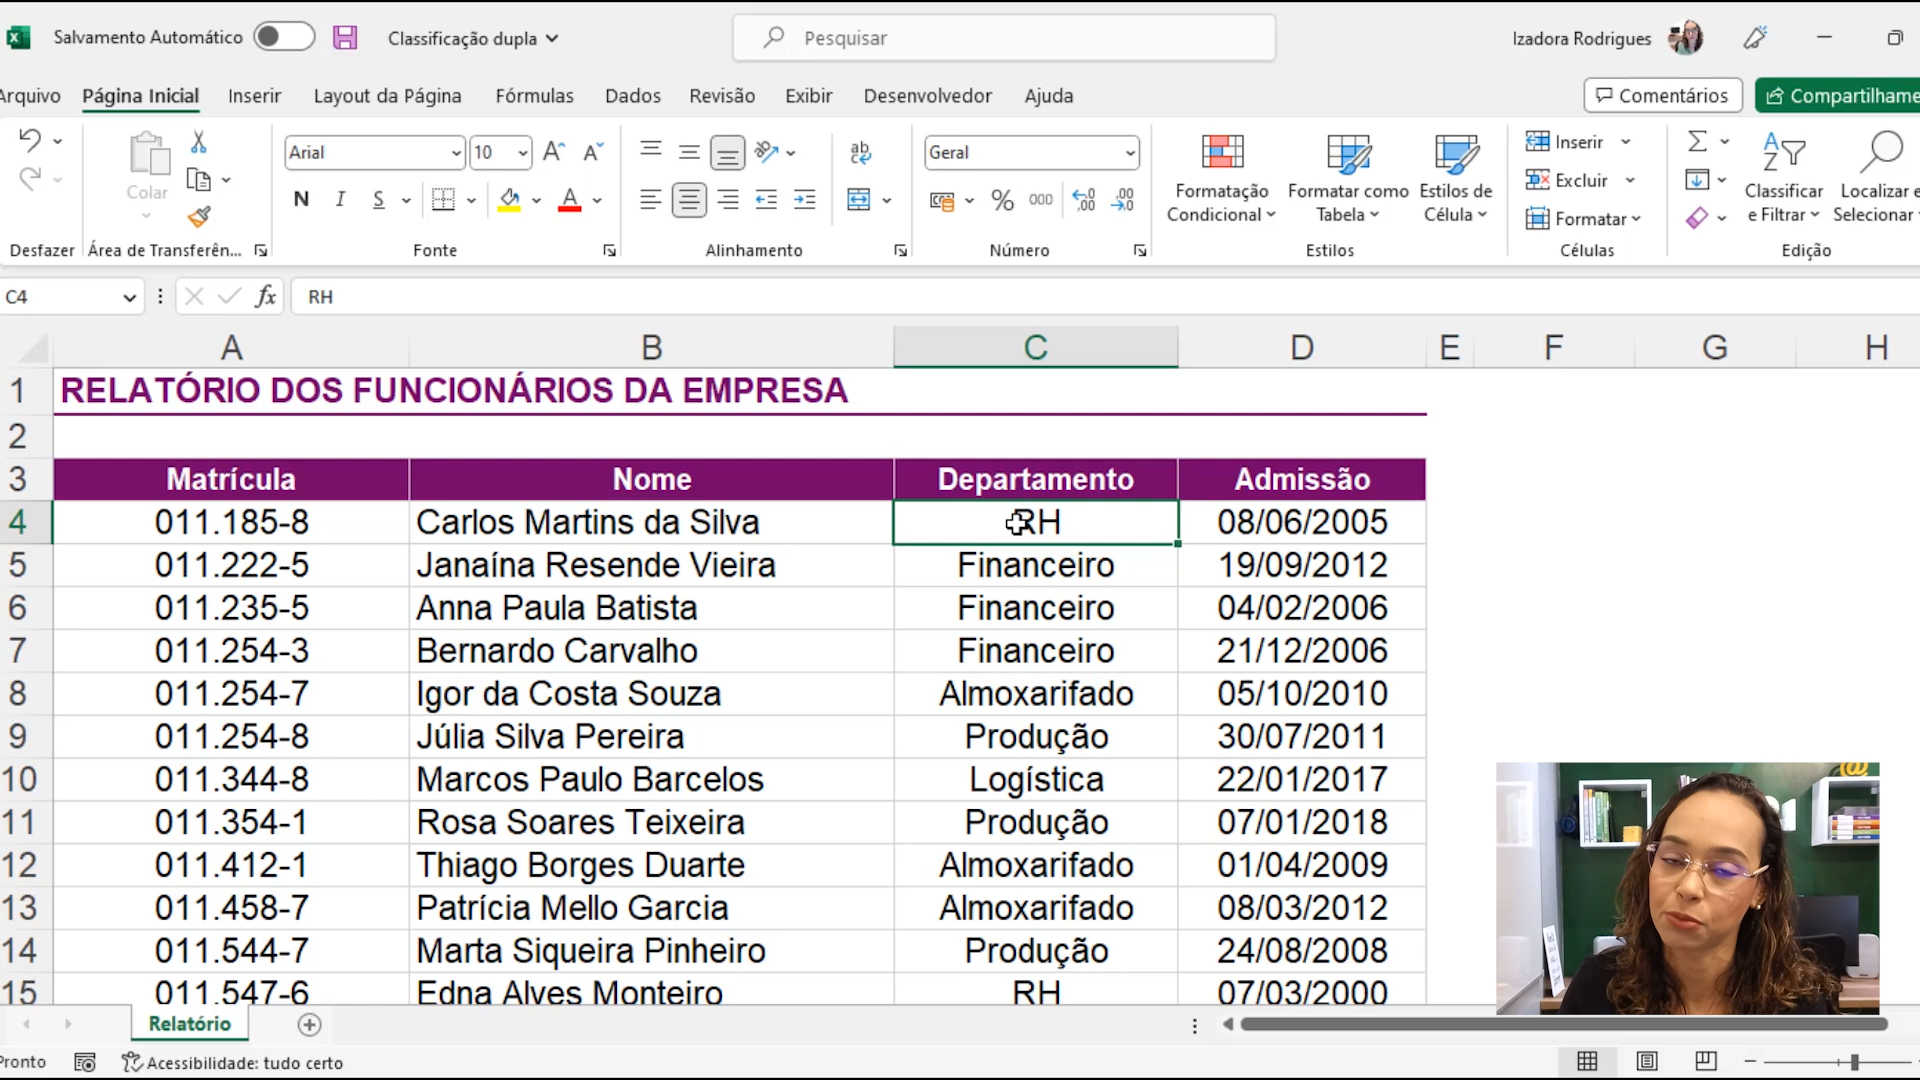 Salvamento Automático
Classificação dupla
Pesquisar
Izadora Rodrigues
Arquivo Página Inicial Inserir Layout da Página Fórmulas Dados Revisão Exibir Desenvolvedor Ajuda
Comentários
Compartilhame
Colar
Arial
10
N I S
ab
Geral
% 000
Formatação Condicional
Formatar como Tabela
Estilos de Célula
Inserir
Excluir
Formatar
Classificar e Filtrar
Localizar e Selecionar
Desfazer
Área de Transferên...
Fonte
Alinhamento
Número
Estilos
Células
Edição
C4
fx
RH
A B C D E F G H
1 RELATÓRIO DOS FUNCIONÁRIOS DA EMPRESA
2
3 Matrícula Nome Departamento Admissão
4 011.185-8 Carlos Martins da Silva RH 08/06/2005
5 011.222-5 Janaína Resende Vieira Financeiro 19/09/2012
6 011.235-5 Anna Paula Batista Financeiro 04/02/2006
7 011.254-3 Bernardo Carvalho Financeiro 21/12/2006
8 011.254-7 Igor da Costa Souza Almoxarifado 05/10/2010
9 011.254-8 Júlia Silva Pereira Produção 30/07/2011
10 011.344-8 Marcos Paulo Barcelos Logística 22/01/2017
11 011.354-1 Rosa Soares Teixeira Produção 07/01/2018
12 011.412-1 Thiago Borges Duarte Almoxarifado 01/04/2009
13 011.458-7 Patrícia Mello Garcia Almoxarifado 08/03/2012
14 011.544-7 Marta Siqueira Pinheiro Produção 24/08/2008
15 011.547-6 Edna Alves Monteiro RH 07/03/2000
Relatório
Pronto
Acessibilidade: tudo certo